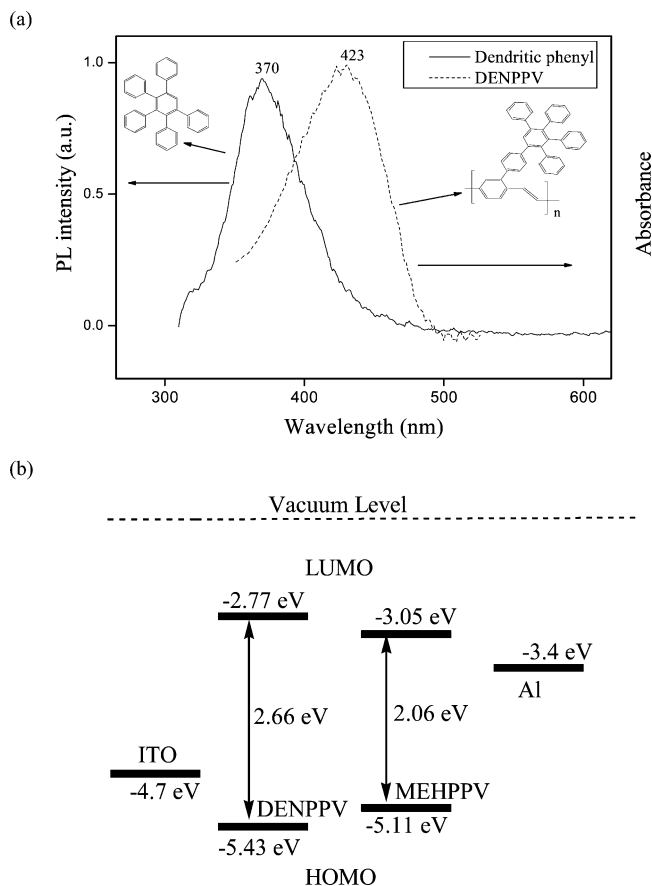 (a)
370
423
Dendritic phenyl
DENPPV
1.0
0.5
0.0
PL intensity (a.u.)
Absorbance
n
300
400
500
600
Wavelength (nm)
(b)
Vacuum Level
LUMO
-2.77 eV
-3.05 eV
-3.4 eV
Al
2.66 eV
2.06 eV
ITO
-4.7 eV
DENPPV
MEHPPV
-5.43 eV
-5.11 eV
HOMO